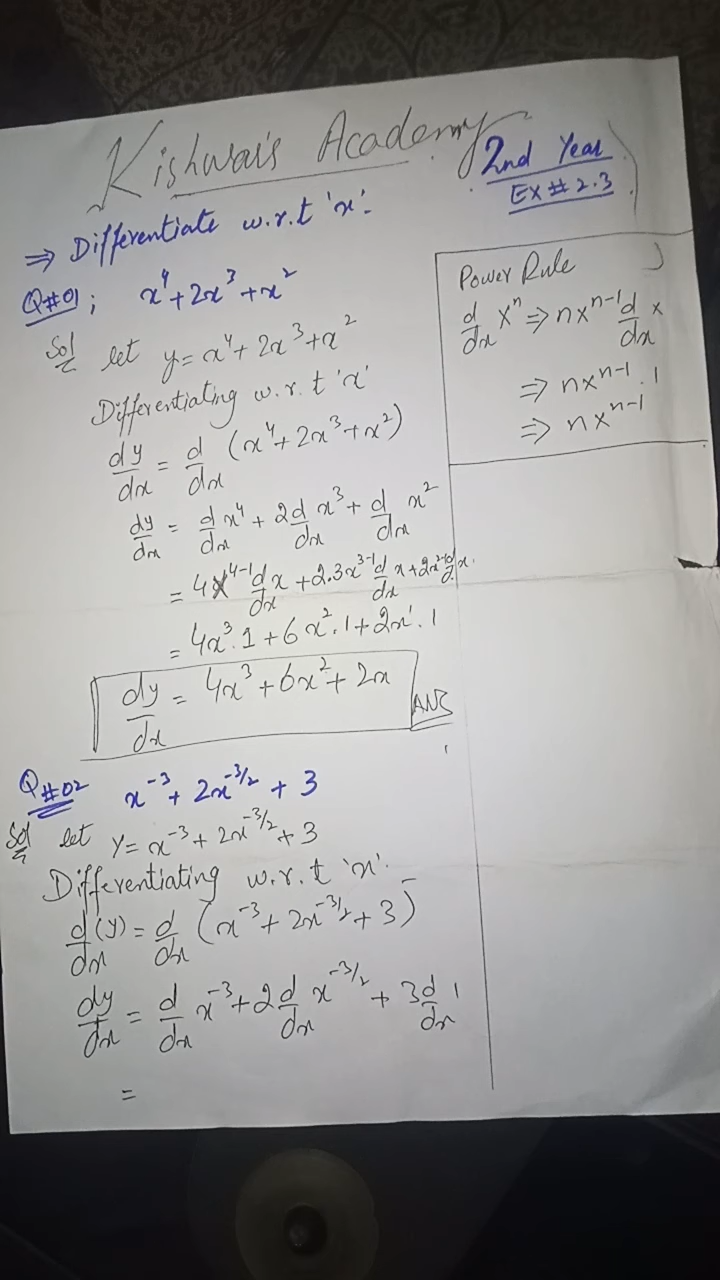 Kishwar's Academy
2nd Year
EX # 2.3
⇒ Differentiate w.r.t 'x'.
Q#01; x⁴+2x³+x²
Sol let y=x⁴+2x³+x²
Differentiating w.r.t 'x'
dy/dx = d/dx (x⁴+2x³+x²)
dy/dx = d/dx x⁴ + 2d/dx x³ + d/dx x²
= 4x⁴⁻¹ d/dx x + 2.3x³⁻¹ d/dx x + 2x²⁻¹ d/dx x.
= 4x³.1 + 6x².1 + 2x¹.1
dy/dx = 4x³+6x²+2x ANS
Power Rule
d/dx xⁿ ⇒ nxⁿ⁻¹ d/dx x
⇒ nxⁿ⁻¹.1
⇒ nxⁿ⁻¹
Q#02 x⁻³ + 2x^(-3/2) + 3
Sol let Y = x⁻³ + 2x^(-3/2) + 3
Differentiating w.r.t 'x'.
d/dx (y) = d/dx (x⁻³ + 2x^(-3/2) + 3)
dy/dx = d/dx x⁻³ + 2d/dx x^(-3/2) + 3d/dx 1
=